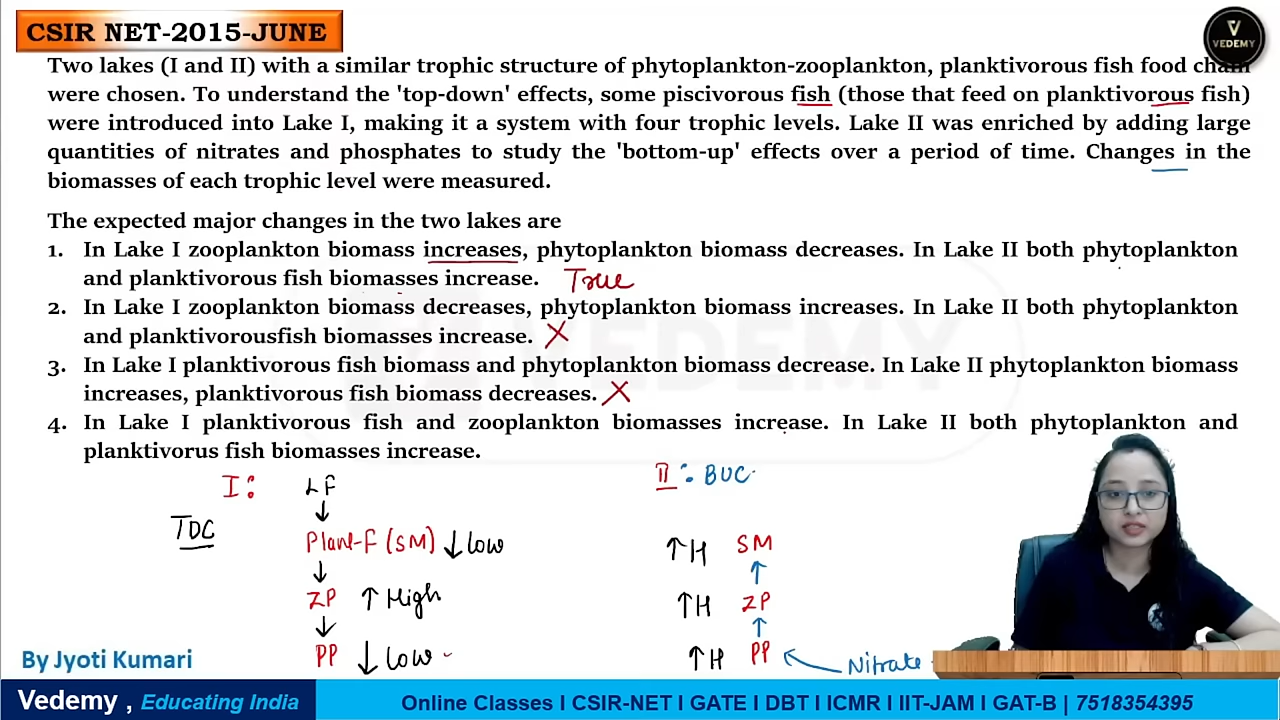 CSIR NET-2015-JUNE
VEDEMY
Two lakes (I and II) with a similar trophic structure of phytoplankton-zooplankton, planktivorous fish food chain
were chosen. To understand the 'top-down' effects, some piscivorous fish (those that feed on planktivorous fish)
were introduced into Lake I, making it a system with four trophic levels. Lake II was enriched by adding large
quantities of nitrates and phosphates to study the 'bottom-up' effects over a period of time. Changes in the
biomasses of each trophic level were measured.
The expected major changes in the two lakes are
1. In Lake I zooplankton biomass increases, phytoplankton biomass decreases. In Lake II both phytoplankton
and planktivorous fish biomasses increase. True
2. In Lake I zooplankton biomass decreases, phytoplankton biomass increases. In Lake II both phytoplankton
and planktivorousfish biomasses increase. X
3. In Lake I planktivorous fish biomass and phytoplankton biomass decrease. In Lake II phytoplankton biomass
increases, planktivorous fish biomass decreases. X
4. In Lake I planktivorous fish and zooplankton biomasses increase. In Lake II both phytoplankton and
planktivorus fish biomasses increase.
I: LF
II: BUC
TDC
Plant-F (SM) ↓ Low
↑H SM
ZP ↑ High
↑H ZP
PP ↓ Low
↑H PP Nitrate
By Jyoti Kumari
Vedemy , Educating India
Online Classes I CSIR-NET I GATE I DBT I ICMR I IIT-JAM I GAT-B | 7518354395
VEDEMY